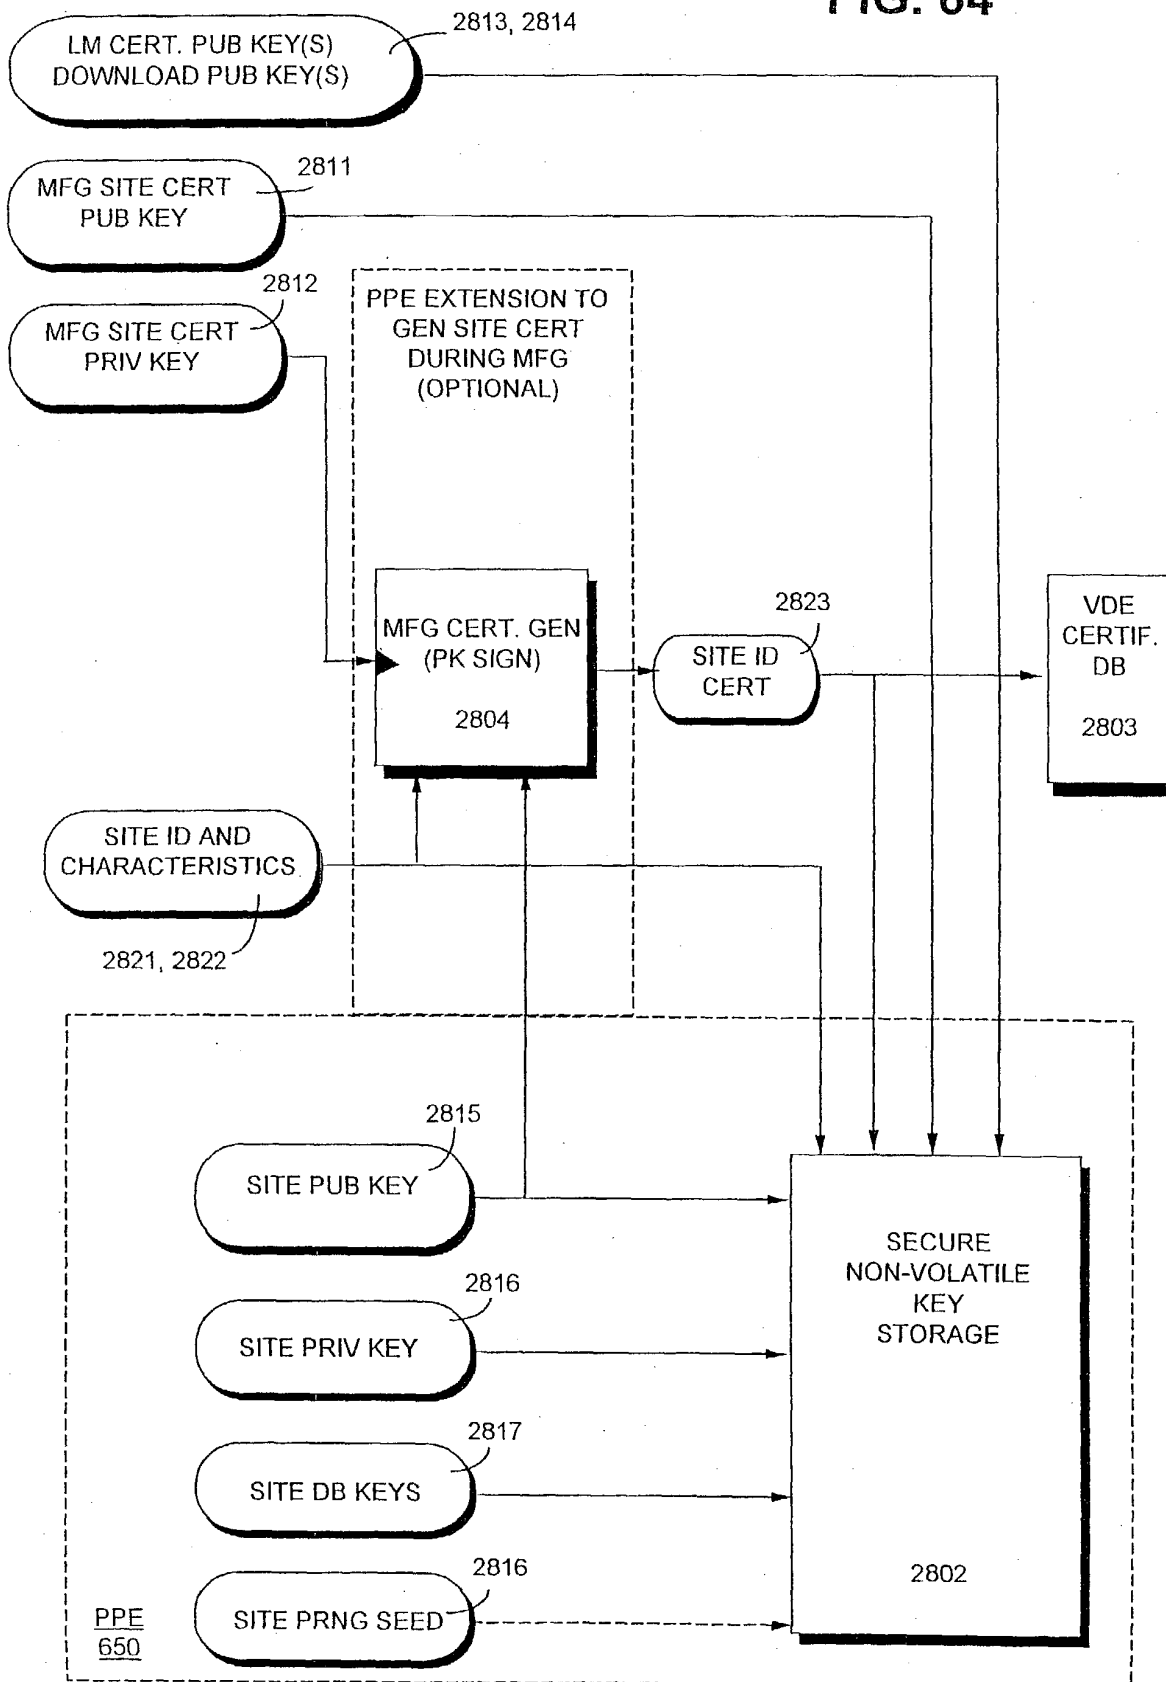 FIG. 64
2813, 2814
LM CERT. PUB KEY(S)
DOWNLOAD PUB KEY(S)
2811
MFG SITE CERT
PUB KEY
2812
MFG SITE CERT
PRIV KEY
PPE EXTENSION TO
GEN SITE CERT
DURING MFG
(OPTIONAL)
MFG CERT. GEN
(PK SIGN)
2804
2823
SITE ID
CERT
VDE
CERTIF.
DB
2803
SITE ID AND
CHARACTERISTICS
2821, 2822
2815
SITE PUB KEY
2816
SITE PRIV KEY
2817
SITE DB KEYS
2816
SITE PRNG SEED
SECURE
NON-VOLATILE
KEY
STORAGE
2802
PPE
650